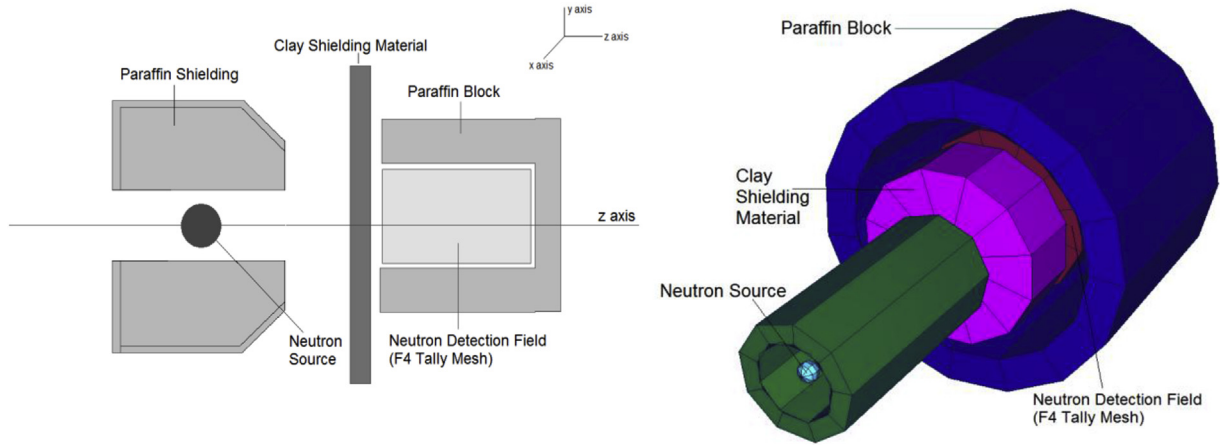 y axis
z axis
x axis
Clay Shielding Material
Paraffin Shielding
Paraffin Block
z axis
Neutron
Source
Neutron Detection Field
(F4 Tally Mesh)
Paraffin Block
Clay
Shielding
Material
Neutron Source
Neutron Detection Field
(F4 Tally Mesh)